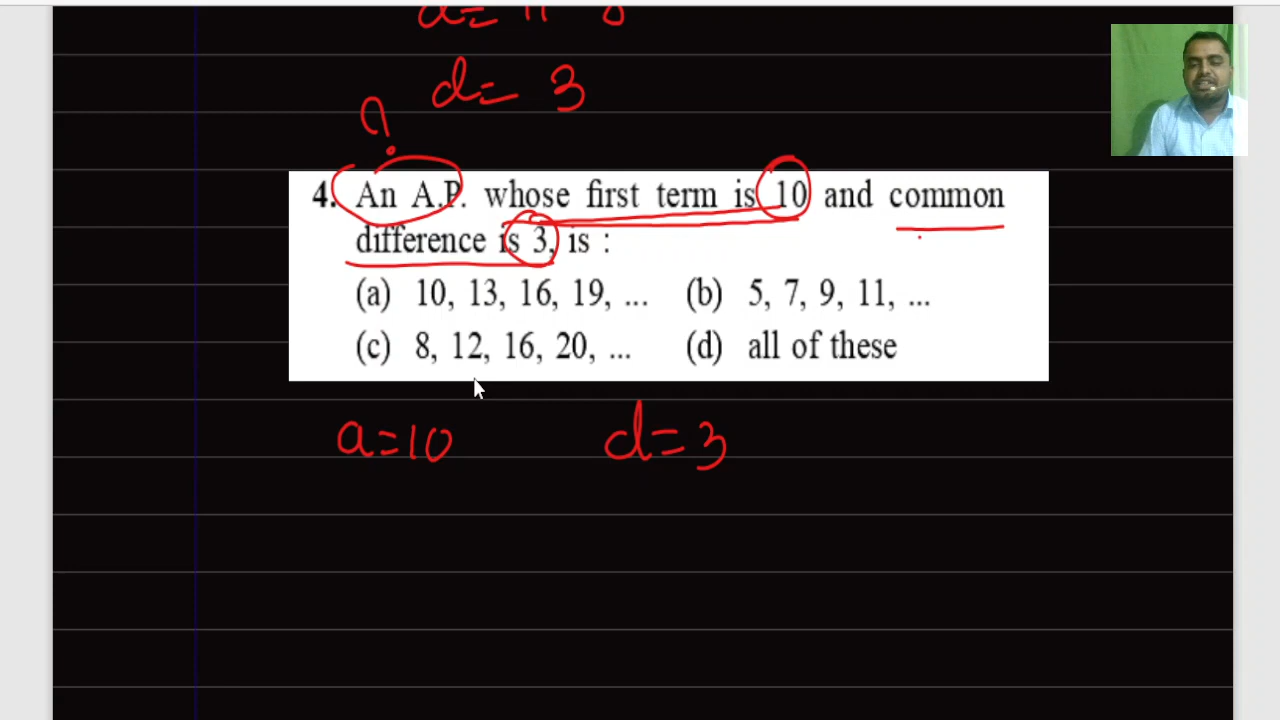 d = 3
?
4. An A.P. whose first term is 10 and common
difference is 3, is :
(a) 10, 13, 16, 19, ... (b) 5, 7, 9, 11, ...
(c) 8, 12, 16, 20, ... (d) all of these
a=10 d=3